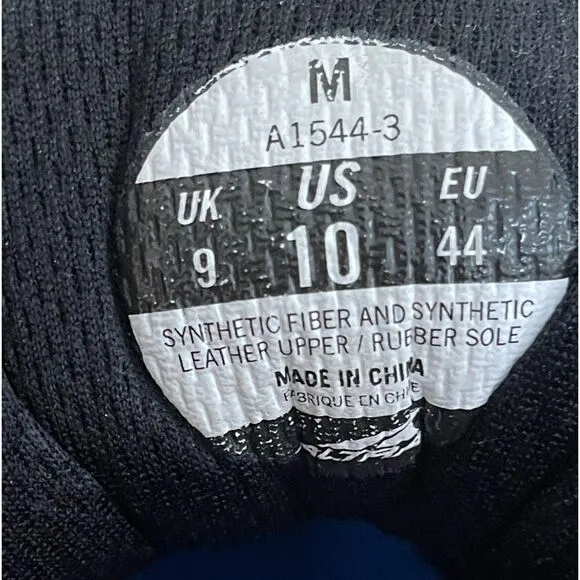 M
A1544-3
UK US EU
9 10 44
SYNTHETIC FIBER AND SYNTHETIC
LEATHER UPPER / RUBBER SOLE
MADE IN CHINA
FABRIQUE EN CHINE